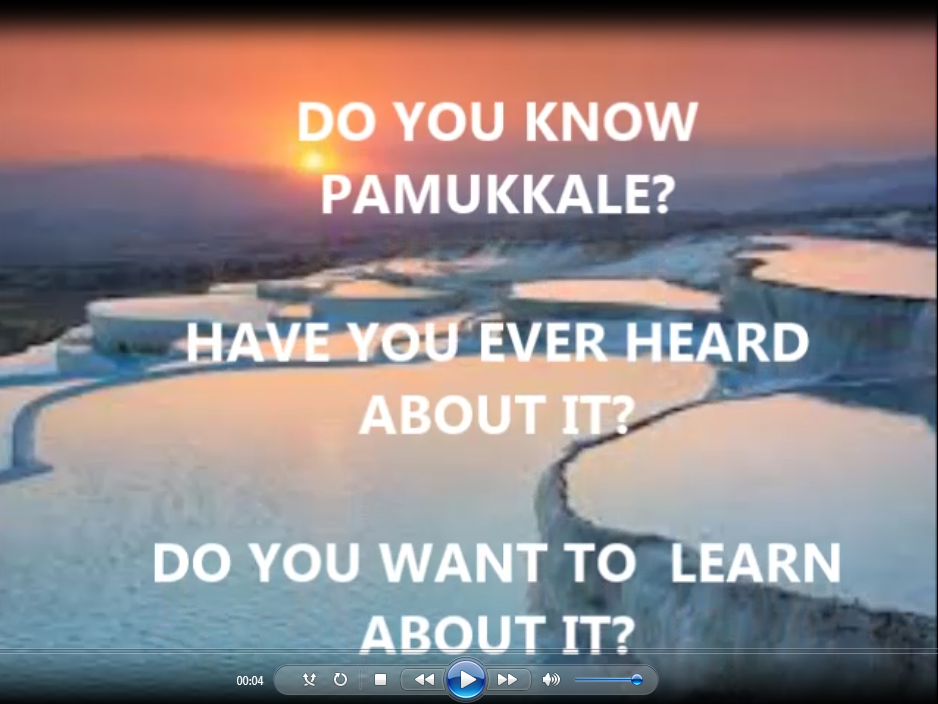 DO YOU KNOW
PAMUKKALE?
HAVE YOU EVER HEARD
ABOUT IT?
DO YOU WANT TO LEARN
ABOUT IT?
00:04